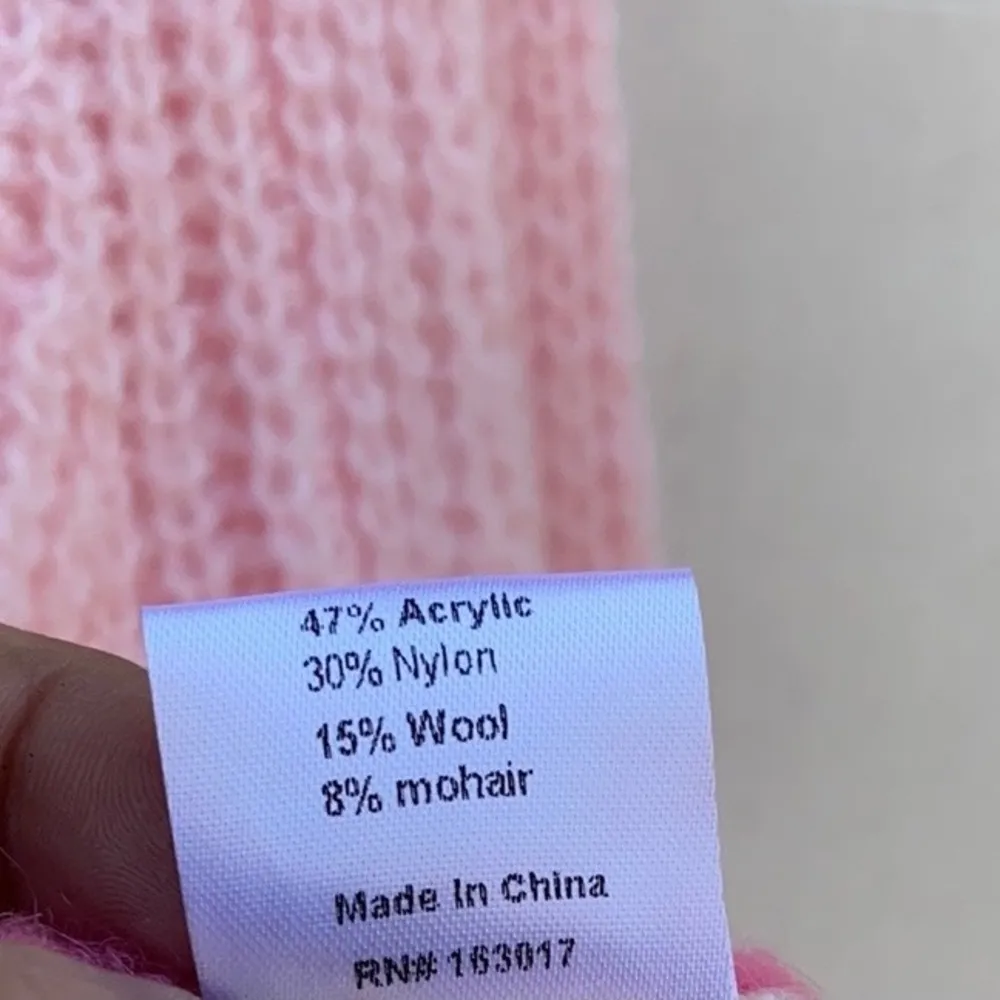 47% Acrylic
30% Nylon
15% Wool
8% mohair
Made In China
RN# 163017